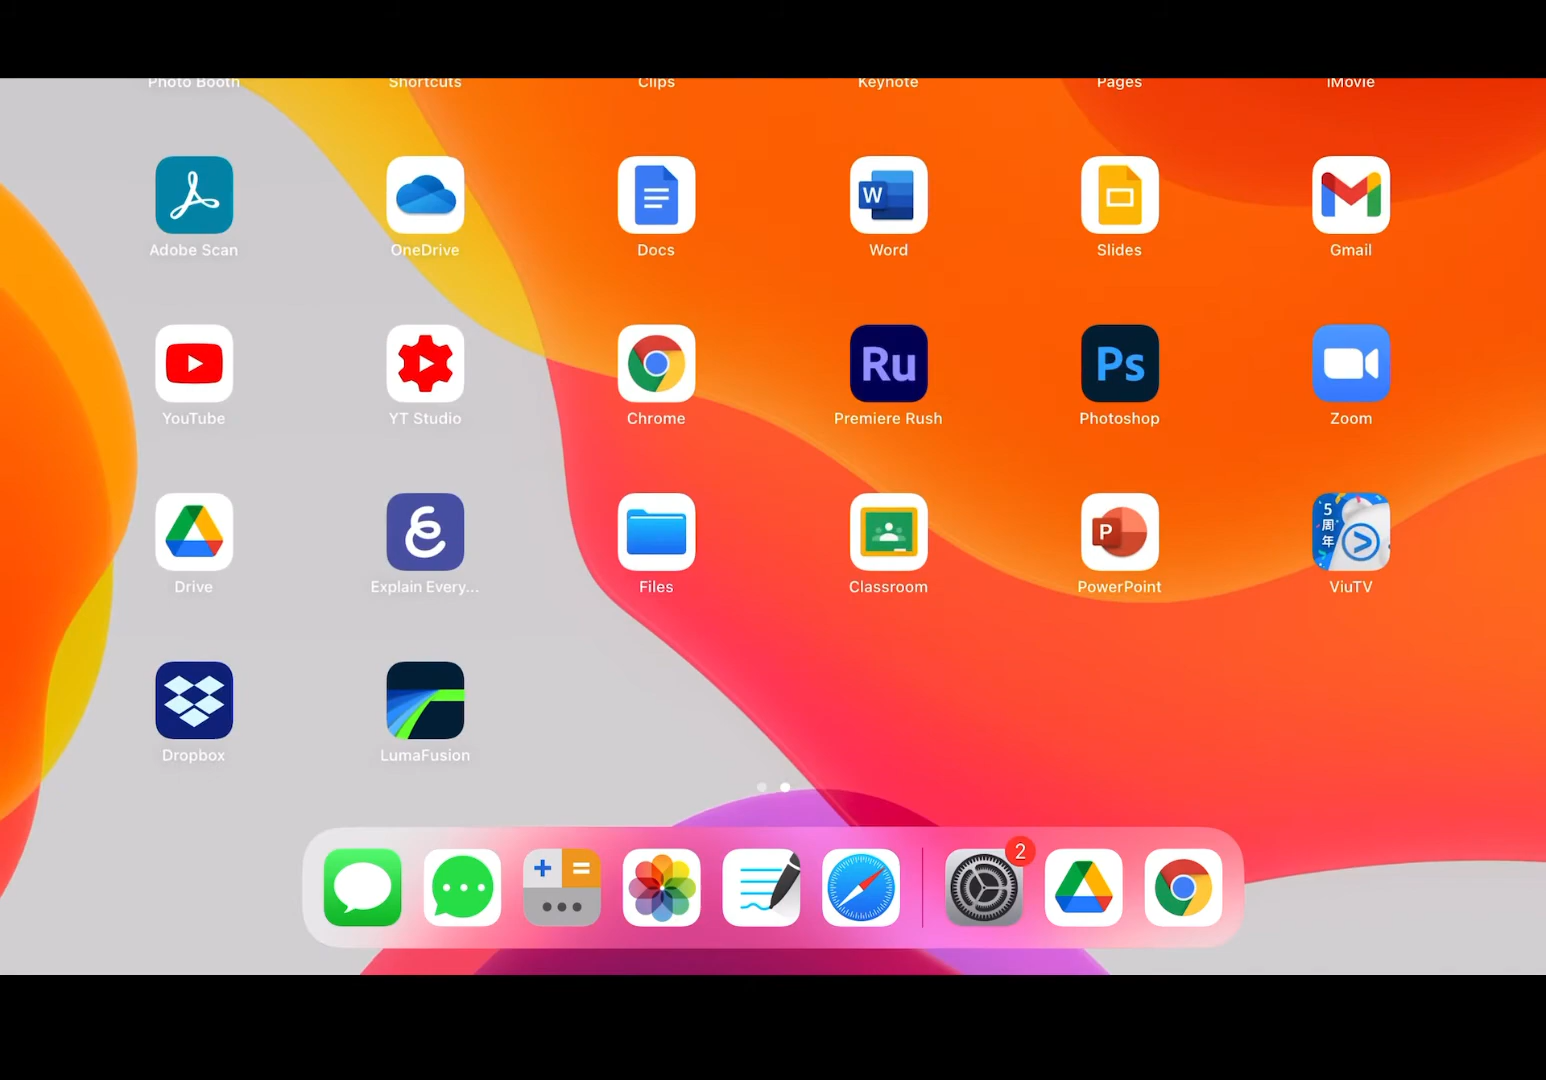 Photo Booth
Shortcuts
Clips
Keynote
Pages
iMovie
Adobe Scan
OneDrive
Docs
W
Word
Slides
Gmail
YouTube
YT Studio
Chrome
Ru
Premiere Rush
Ps
Photoshop
Zoom
Drive
Explain Every...
Files
Classroom
P
PowerPoint
5
周
年
ViuTV
Dropbox
LumaFusion
2